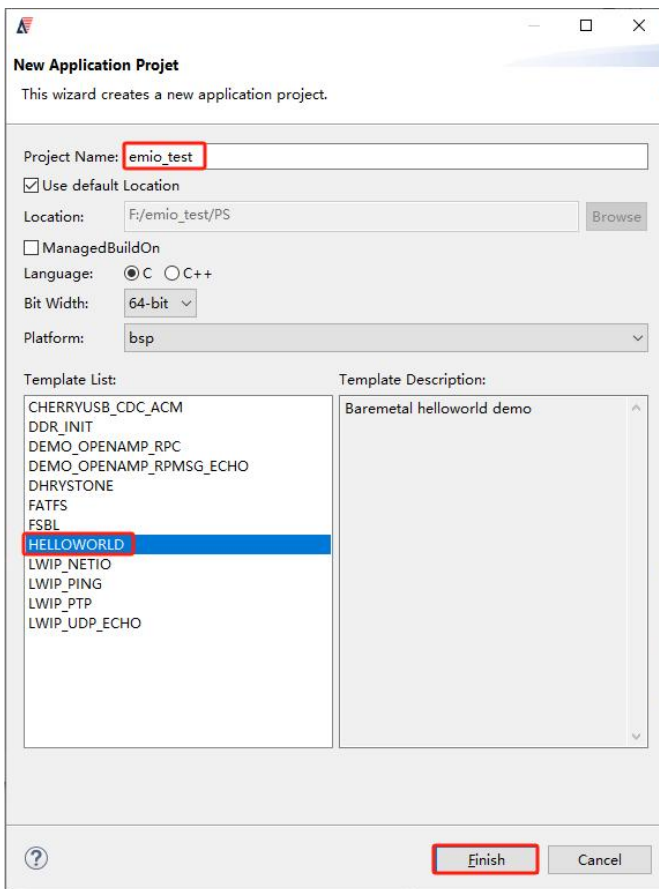 New Application Projet
This wizard creates a new application project.
Project Name: emio_test
Use default Location
Location: F:/emio_test/PS Browse
ManagedBuildOn
Language: C C++
Bit Width: 64-bit
Platform: bsp
Template List: Template Description:
CHERRYUSB_CDC_ACM Baremetal helloworld demo
DDR_INIT
DEMO_OPENAMP_RPC
DEMO_OPENAMP_RPMSG_ECHO
DHRYSTONE
FATFS
FSBL
HELLOWORLD
LWIP_NETIO
LWIP_PING
LWIP_PTP
LWIP_UDP_ECHO
? Finish Cancel